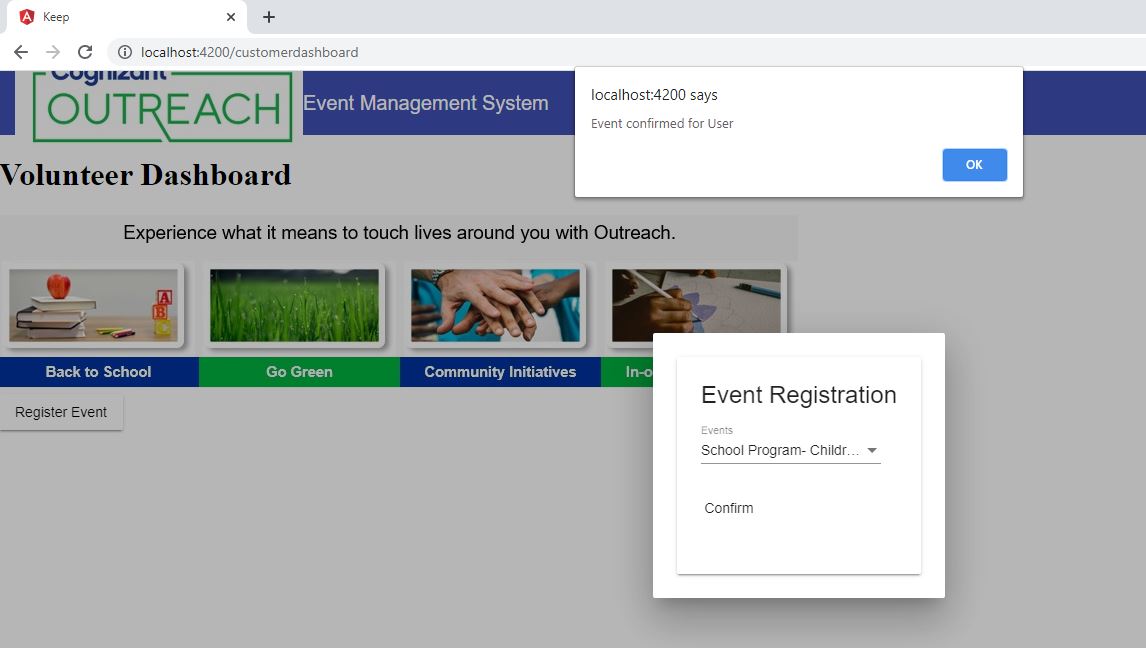 Keep
localhost:4200/customerdashboard
Cognizant
OUTREACH
Event Management System
localhost:4200 says
Event confirmed for User
OK
Volunteer Dashboard
Experience what it means to touch lives around you with Outreach.
A
B
Back to School
Go Green
Community Initiatives
In-o
Register Event
Event Registration
Events
School Program- Childr...
Confirm